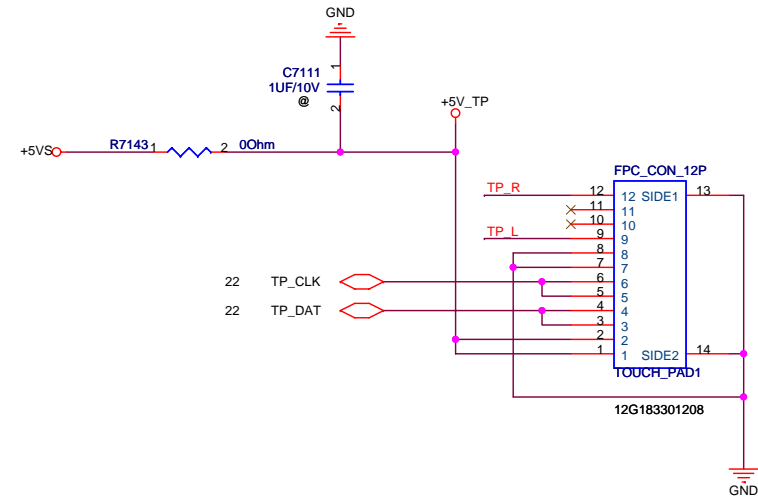 GND
C7111
1UF/10V
@
1
2
+5V_TP
+5VS
R7143
1
2
0Ohm
FPC_CON_12P
TP_R
12
12
SIDE1
13
11
11
10
10
TP_L
9
9
8
8
7
7
22
TP_CLK
6
6
5
5
22
TP_DAT
4
4
3
3
2
2
1
1
SIDE2
14
TOUCH_PAD1
12G183301208
GND